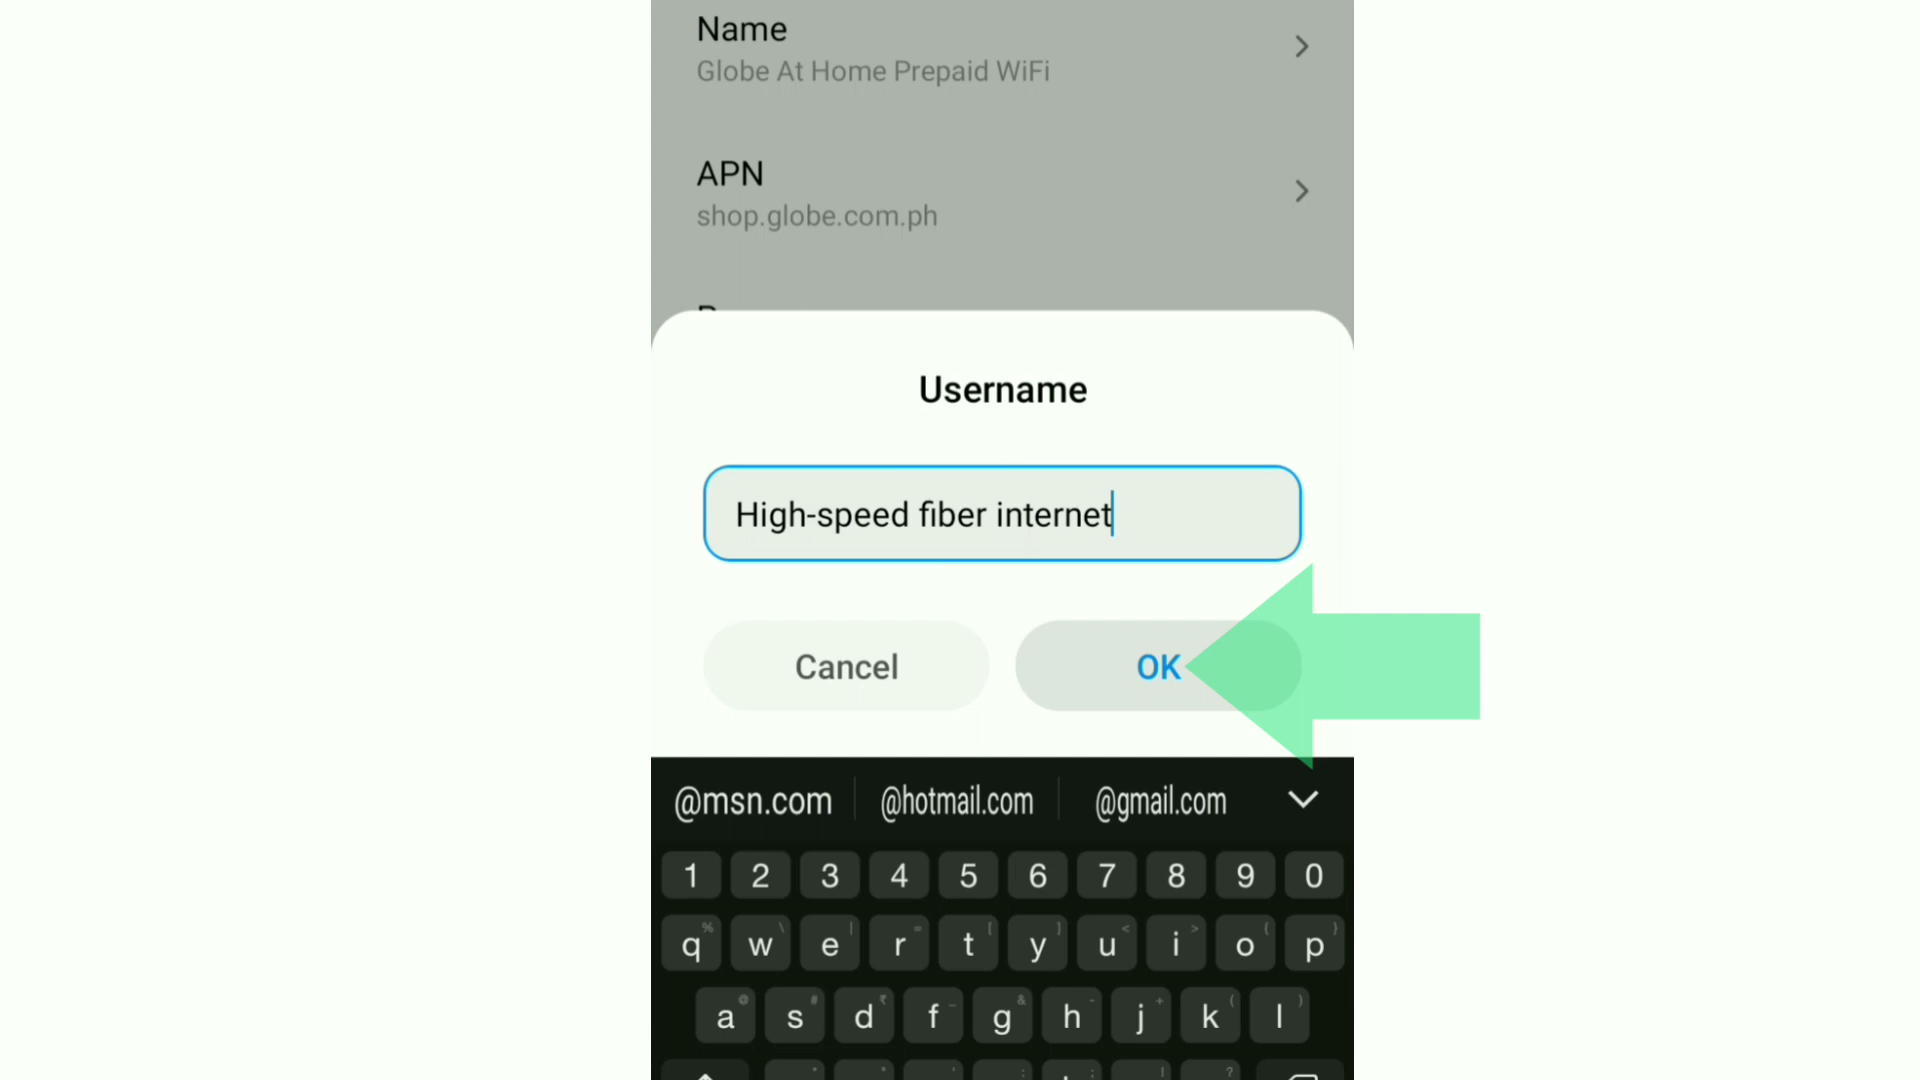 Name
Globe At Home Prepaid WiFi
APN
shop.globe.com.ph
Username
High-speed fiber internet
Cancel OK
@msn.com @hotmail.com @gmail.com
1 2 3 4 5 6 7 8 9 0
q w e r t y u i o p
a s d f g h j k l